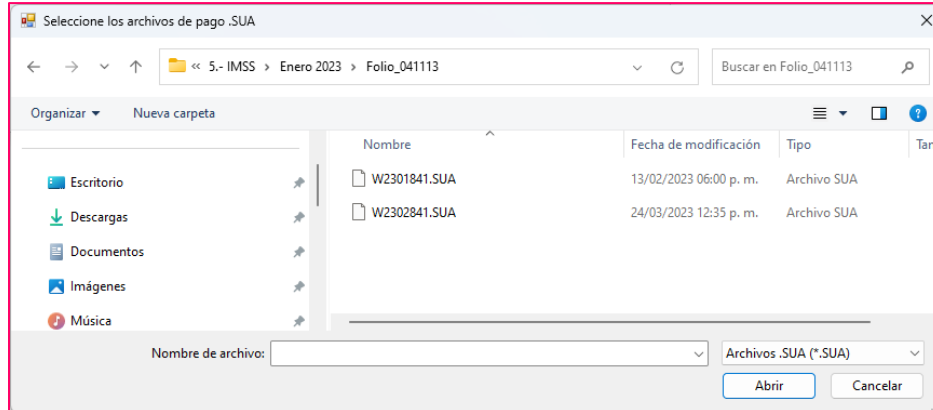 Seleccione los archivos de pago .SUA
« 5.- IMSS > Enero 2023 > Folio_041113
Buscar en Folio_041113
Organizar
Nueva carpeta
Nombre
Fecha de modificación
Tipo
Tar
Escritorio
W2301841.SUA
13/02/2023 06:00 p. m.
Archivo SUA
Descargas
W2302841.SUA
24/03/2023 12:35 p. m.
Archivo SUA
Documentos
Imágenes
Música
Nombre de archivo:
Archivos .SUA (*.SUA)
Abrir
Cancelar